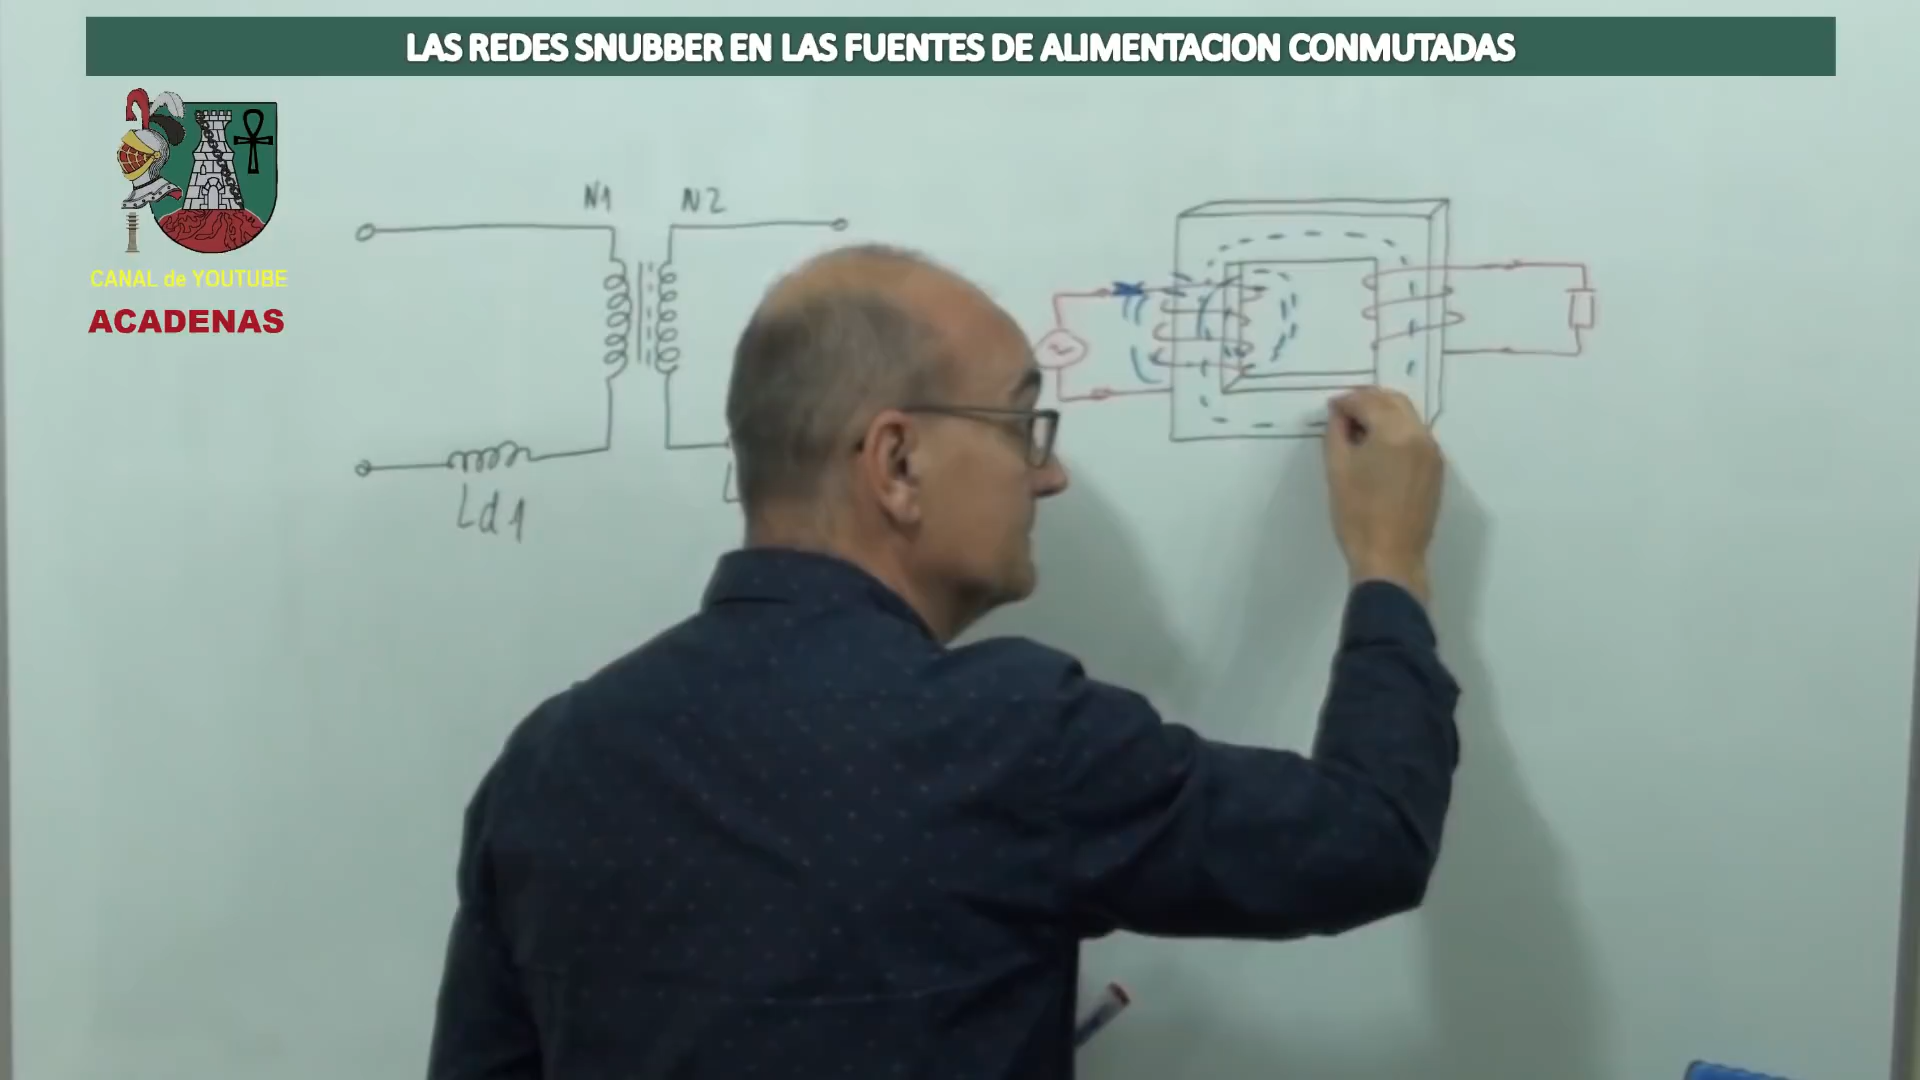 LAS REDES SNUBBER EN LAS FUENTES DE ALIMENTACION CONMUTADAS
CANAL de YOUTUBE
ACADENAS
N1 N2
Ld1